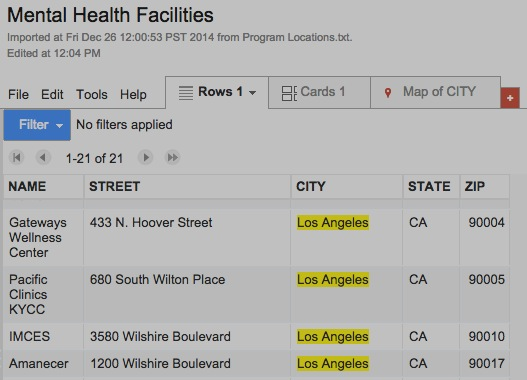 Mental Health Facilities
Imported at Fri Dec 26 12:00:53 PST 2014 from Program Locations.txt.
Edited at 12:04 PM
File Edit Tools Help Rows 1 Cards 1 Map of CITY +
Filter No filters applied
1-21 of 21
NAME STREET CITY STATE ZIP
Gateways 433 N. Hoover Street Los Angeles CA 90004
Wellness
Center
Pacific 680 South Wilton Place Los Angeles CA 90005
Clinics
KYCC
IMCES 3580 Wilshire Boulevard Los Angeles CA 90010
Amanecer 1200 Wilshire Boulevard Los Angeles CA 90017